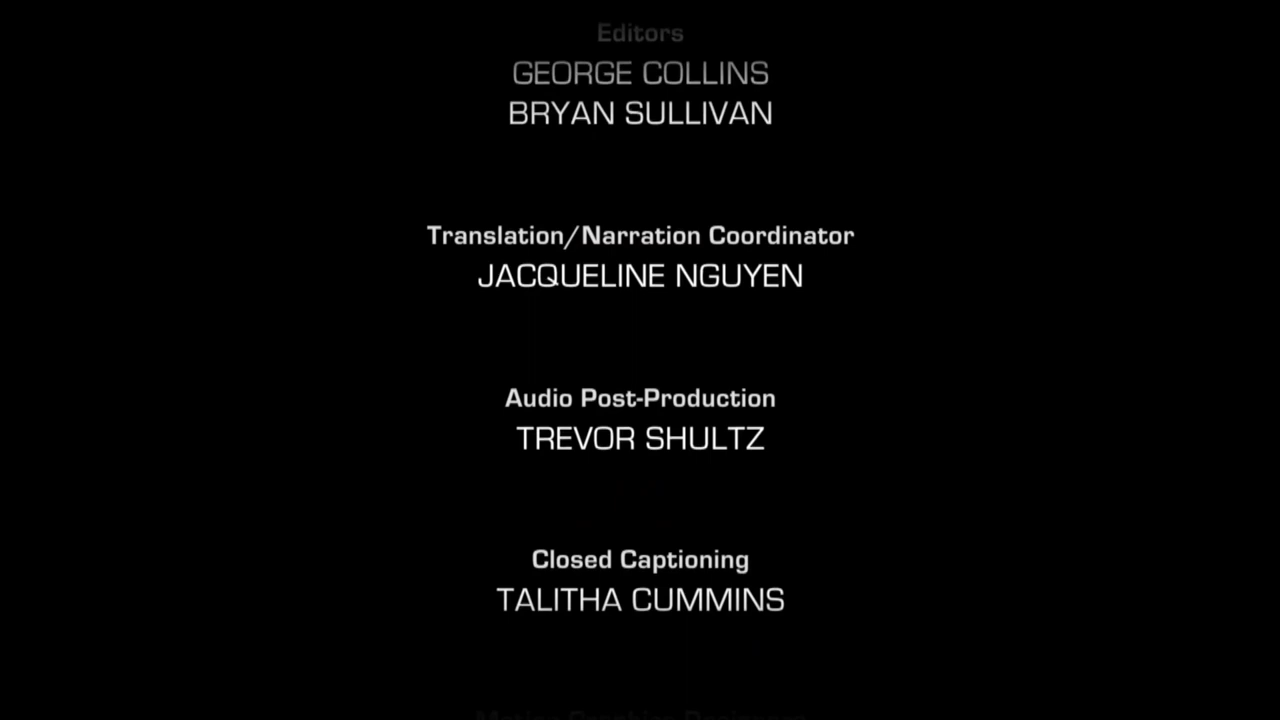 Editors
GEORGE COLLINS
BRYAN SULLIVAN
Translation/Narration Coordinator
JACQUELINE NGUYEN
Audio Post-Production
TREVOR SHULTZ
Closed Captioning
TALITHA CUMMINS